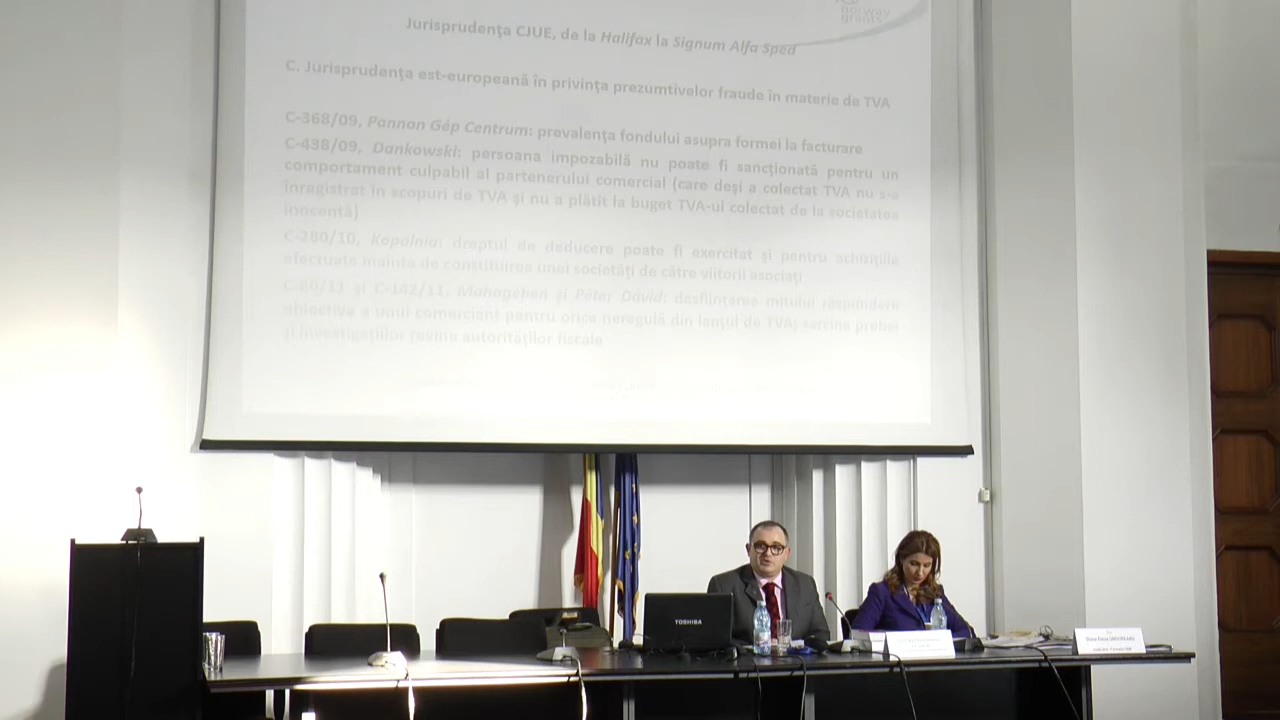 norway
grants
Jurisprudenţa CJUE, de la Halifax la Signum Alfa Sped
C. Jurisprudenţa est-europeană în privinţa prezumtivelor fraude în materie de TVA
C-368/09, Pannon Gép Centrum: prevalenţa fondului asupra formei la facturare
C-438/09, Dankowski: persoana impozabilă nu poate fi sancţionată pentru un
comportament culpabil al partenerului comercial (care deşi a colectat TVA nu s-a
înregistrat în scopuri de TVA şi nu a plătit la buget TVA-ul colectat de la societatea
inocentă)
C-280/10, Kopalnia: dreptul de deducere poate fi exercitat şi pentru achiziţiile
efectuate înainte de constituirea unei societăţi de către viitorii asociaţi
C-80/11 şi C-142/11, Mahagében şi Péter Dávid: desfiinţarea mitului răspunderii
obiective a unui comerciant pentru orice neregulă din lanţul de TVA; sarcina probei
şi investigaţiilor revine autorităţilor fiscale
TOSHIBA